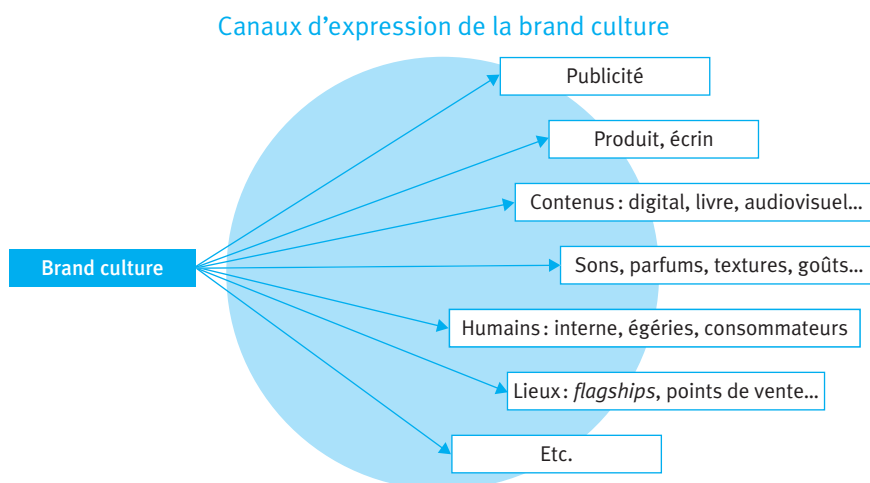 Canaux d’expression de la brand culture
Publicité
Produit, écrin
Contenus : digital, livre, audiovisuel…
Brand culture
Sons, parfums, textures, goûts…
Humains : interne, égéries, consommateurs
Lieux : flagships, points de vente…
Etc.